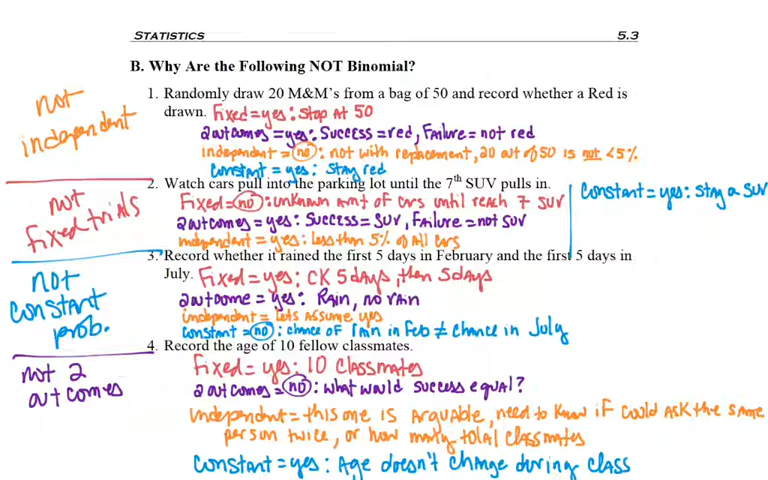 STATISTICS 5.3
B. Why Are the Following NOT Binomial?
not
independent
1. Randomly draw 20 M&M's from a bag of 50 and record whether a Red is
drawn. Fixed = yes: stop At 50
2 outcomes = yes: Success = red, Failure = not red
independent = no: not with replacement, 20 out of 50 is not < 5%
Constant = yes: Stay red
not
fixed trials
2. Watch cars pull into the parking lot until the 7th SUV pulls in.
Constant = yes: Stay a SUV
Fixed = no: unknown amt of cars until reach 7 SUV
2 outcomes = yes: Success = SUV, Failure = not SUV
independent = yes: less than 5% of All cars
not
constant
prob.
3. Record whether it rained the first 5 days in February and the first 5 days in
July. Fixed = yes: CK 5 days, then 5 days
2 outcome = yes: Rain, no rain
independent = lets Assume yes
Constant = no: chance of rain in Feb ≠ chance in July
not 2
outcomes
4. Record the age of 10 fellow classmates.
Fixed = yes: 10 Classmates
2 outcomes = no: What would success equal?
independent = this one is Arguable, need to know if could Ask the same
person twice, or how many total classmates
Constant = yes: Age doesn't change during class